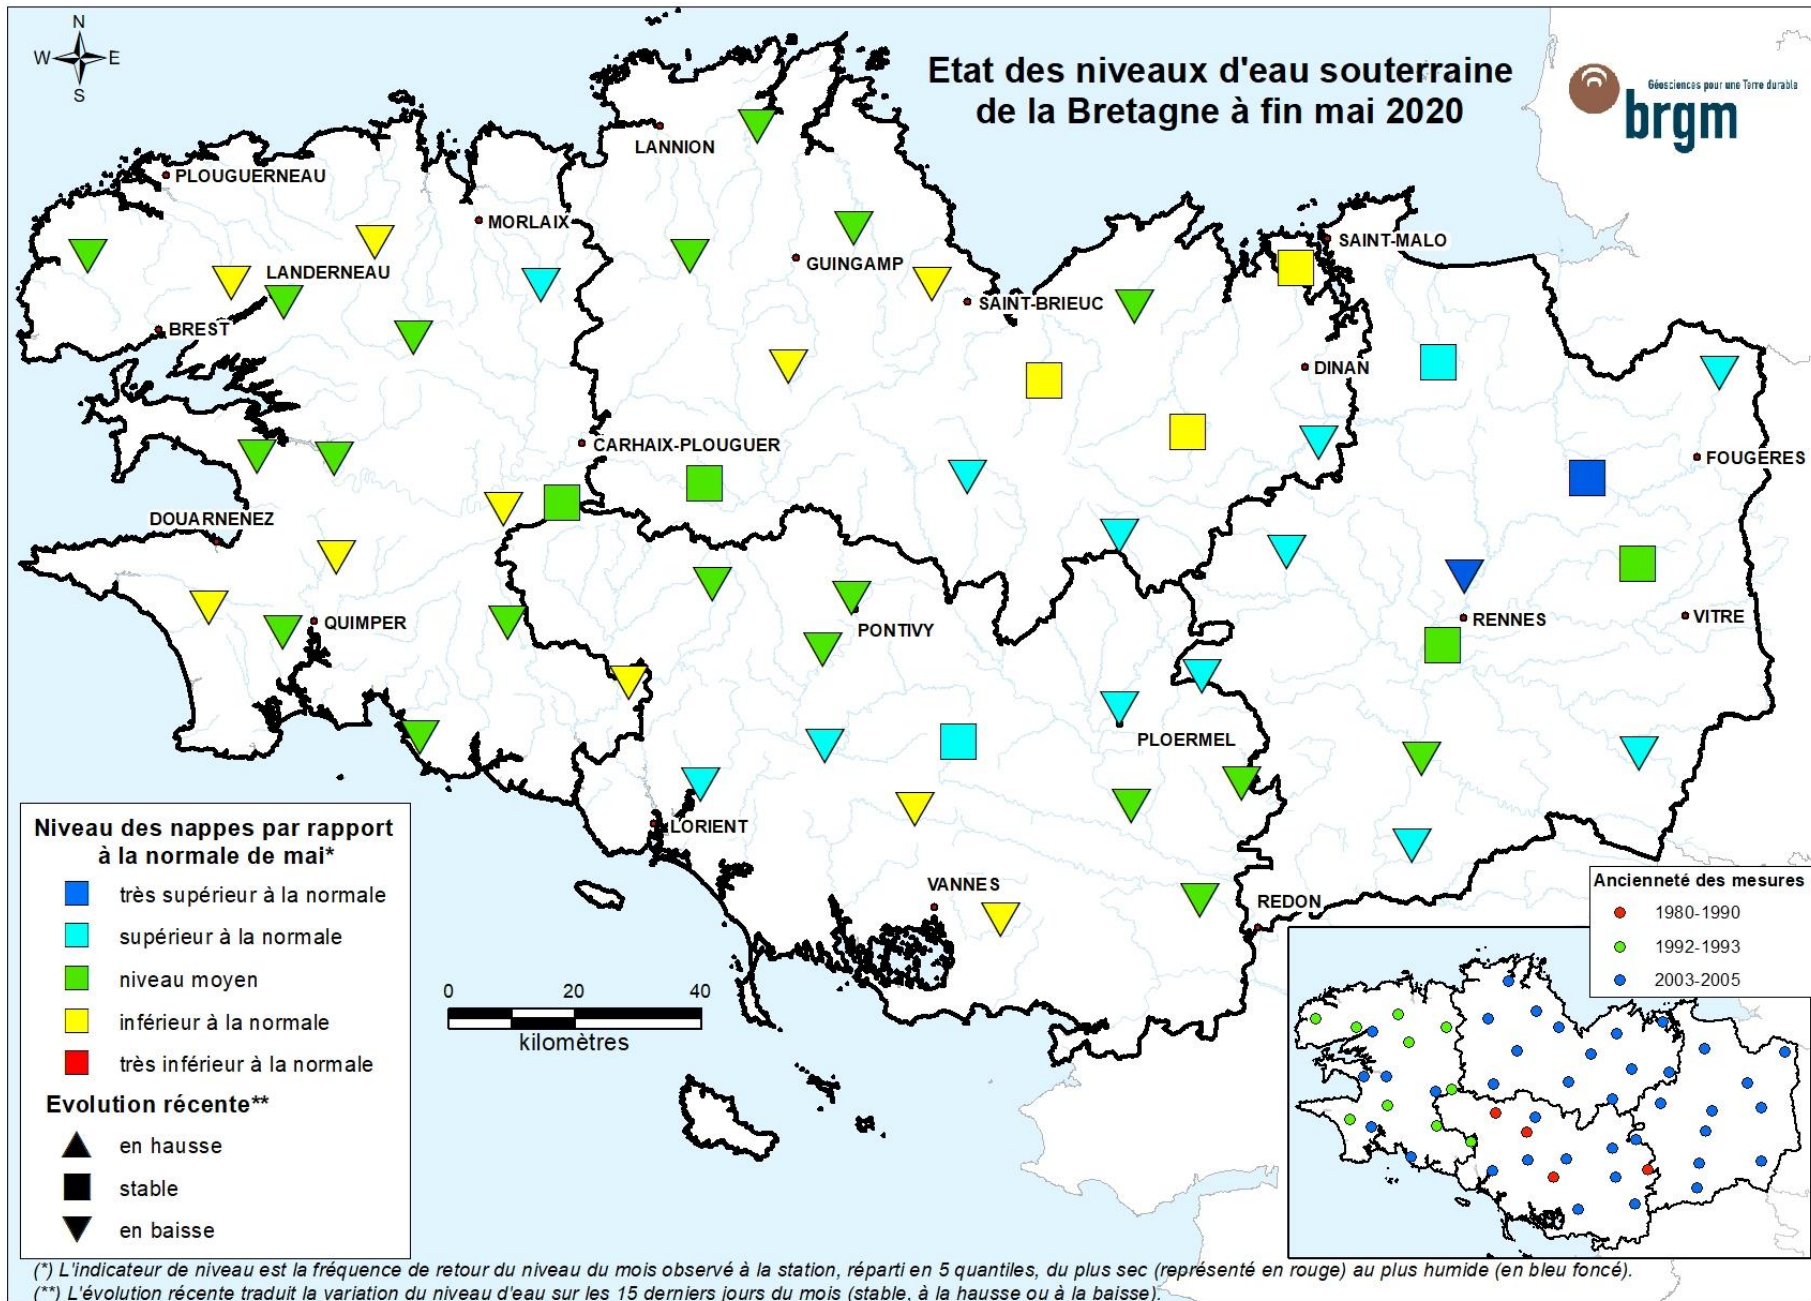 N
W E
S
Etat des niveaux d'eau souterraine
de la Bretagne à fin mai 2020
Géosciences pour une Terre durable
brgm
LANNION
PLOUGUERNEAU
MORLAIX
SAINT-MALO
GUINGAMP
LANDERNEAU
SAINT-BRIEUC
BREST
DINAN
CARHAIX-PLOUGUER
FOUGERES
DOUARNENEZ
QUIMPER
PONTIVY
RENNES
VITRE
PLOERMEL
LORIENT
VANNES
REDON
Niveau des nappes par rapport
à la normale de mai*
très supérieur à la normale
supérieur à la normale
niveau moyen
inférieur à la normale
très inférieur à la normale
Evolution récente**
en hausse
stable
en baisse
0 20 40
kilomètres
Ancienneté des mesures
1980-1990
1992-1993
2003-2005
(*) L'indicateur de niveau est la fréquence de retour du niveau du mois observé à la station, réparti en 5 quantiles, du plus sec (représenté en rouge) au plus humide (en bleu foncé).
(**) L'évolution récente traduit la variation du niveau d'eau sur les 15 derniers jours du mois (stable, à la hausse ou à la baisse).